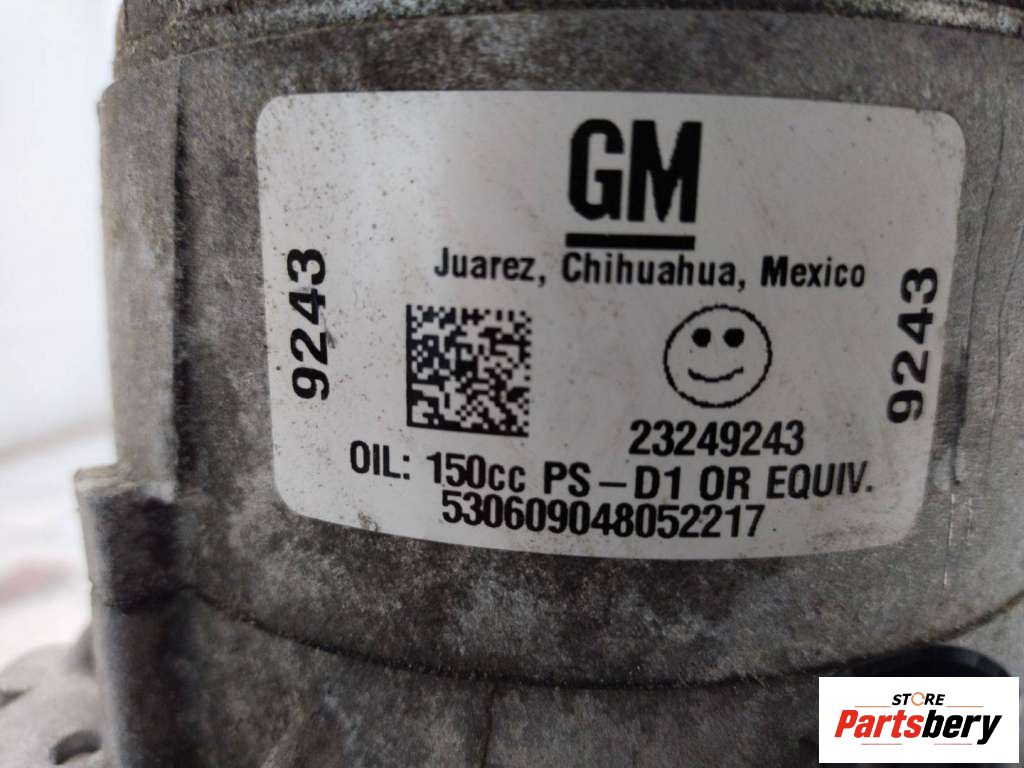 GM
Juarez, Chihuahua, Mexico
9243
9243
23249243
OIL: 150cc PS-D1 OR EQUIV.
530609048052217
STORE
Partsbery